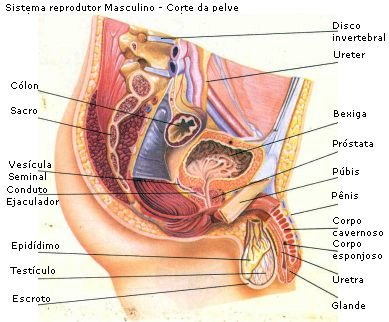 Sistema reprodutor Masculino - Corte da pelve
Disco
invertebral
Ureter
Cólon
Sacro
Bexiga
Próstata
Vesícula
Seminal
Conduto
Ejaculador
Púbis
Pênis
Corpo
cavernoso
Corpo
esponjoso
Epidídimo
Testículo
Escroto
Uretra
Glande